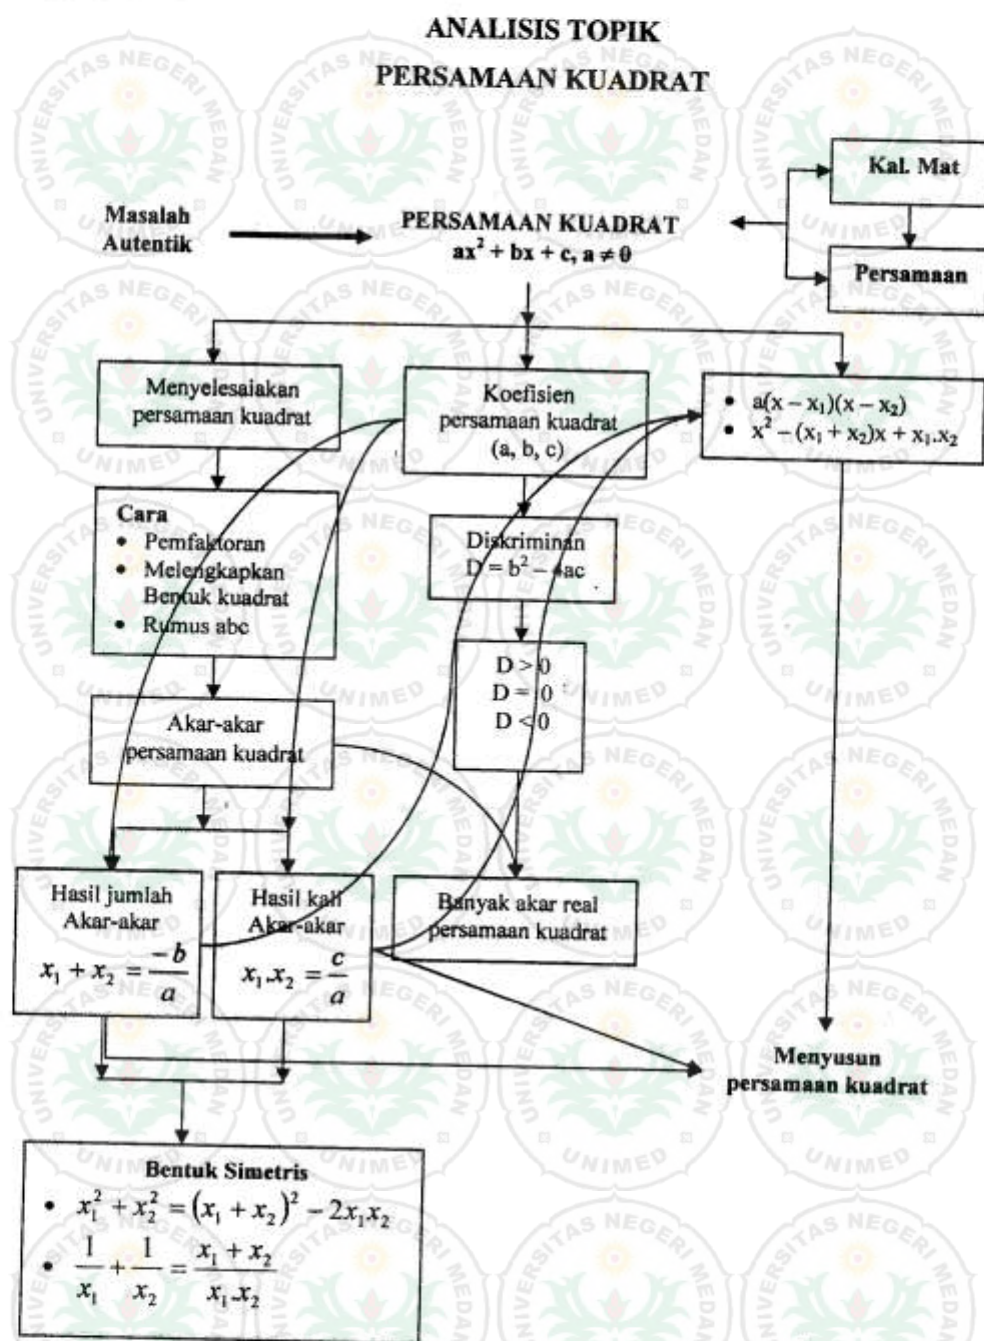 ANALISIS TOPIK
PERSAMAAN KUADRAT
Kal. Mat
Persamaan
Masalah
Autentik
PERSAMAAN KUADRAT
ax² + bx + c, a ≠ 0
Menyelesaiakan
persamaan kuadrat
Koefisien
persamaan kuadrat
(a, b, c)
• a(x – x₁)(x – x₂)
• x² – (x₁ + x₂)x + x₁.x₂
Cara
• Pemfaktoran
• Melengkapkan
Bentuk kuadrat
• Rumus abc
Diskriminan
D = b² – 4ac
D > 0
D = 0
D < 0
Akar-akar
persamaan kuadrat
Hasil jumlah
Akar-akar
x₁ + x₂ = -b/a
Hasil kali
Akar-akar
x₁.x₂ = c/a
Banyak akar real
persamaan kuadrat
Menyusun
persamaan kuadrat
Bentuk Simetris
• x₁² + x₂² = (x₁ + x₂)² – 2x₁x₂
• 1/x₁ + 1/x₂ = (x₁ + x₂)/(x₁.x₂)
UNIVERSITAS NEGERI MEDAN
UNIMED